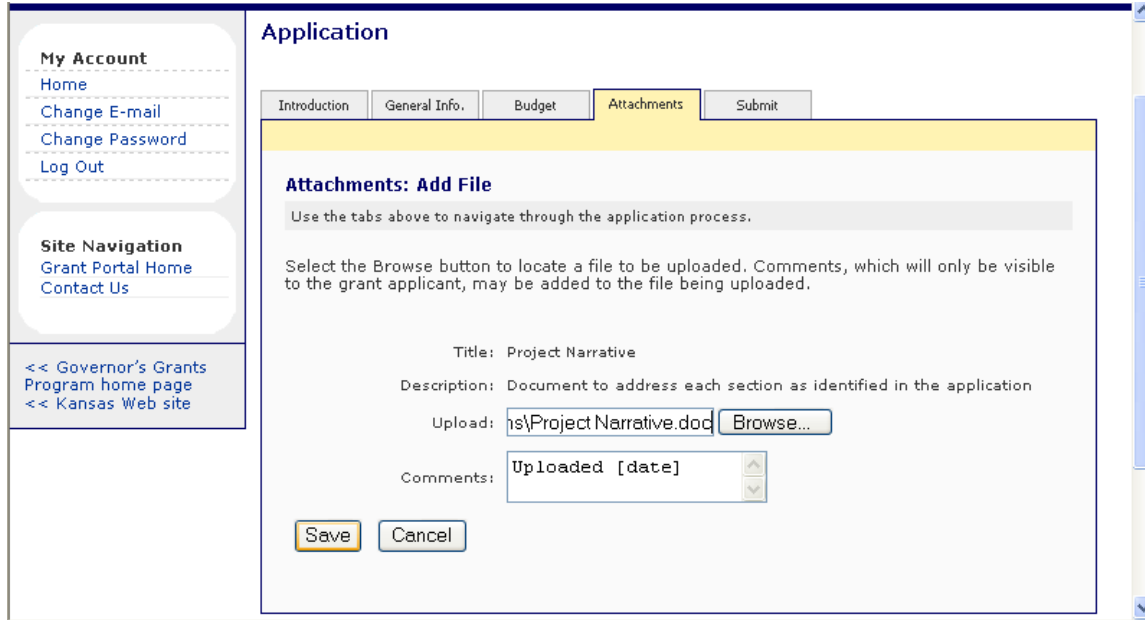 My Account
Home
Change E-mail
Change Password
Log Out
Site Navigation
Grant Portal Home
Contact Us
<< Governor's Grants
Program home page
<< Kansas Web site
Application
Introduction General Info. Budget Attachments Submit
Attachments: Add File
Use the tabs above to navigate through the application process.
Select the Browse button to locate a file to be uploaded. Comments, which will only be visible
to the grant applicant, may be added to the file being uploaded.
Title: Project Narrative
Description: Document to address each section as identified in the application
Upload: ns\Project Narrative.doc Browse...
Comments: Uploaded [date]
Save Cancel